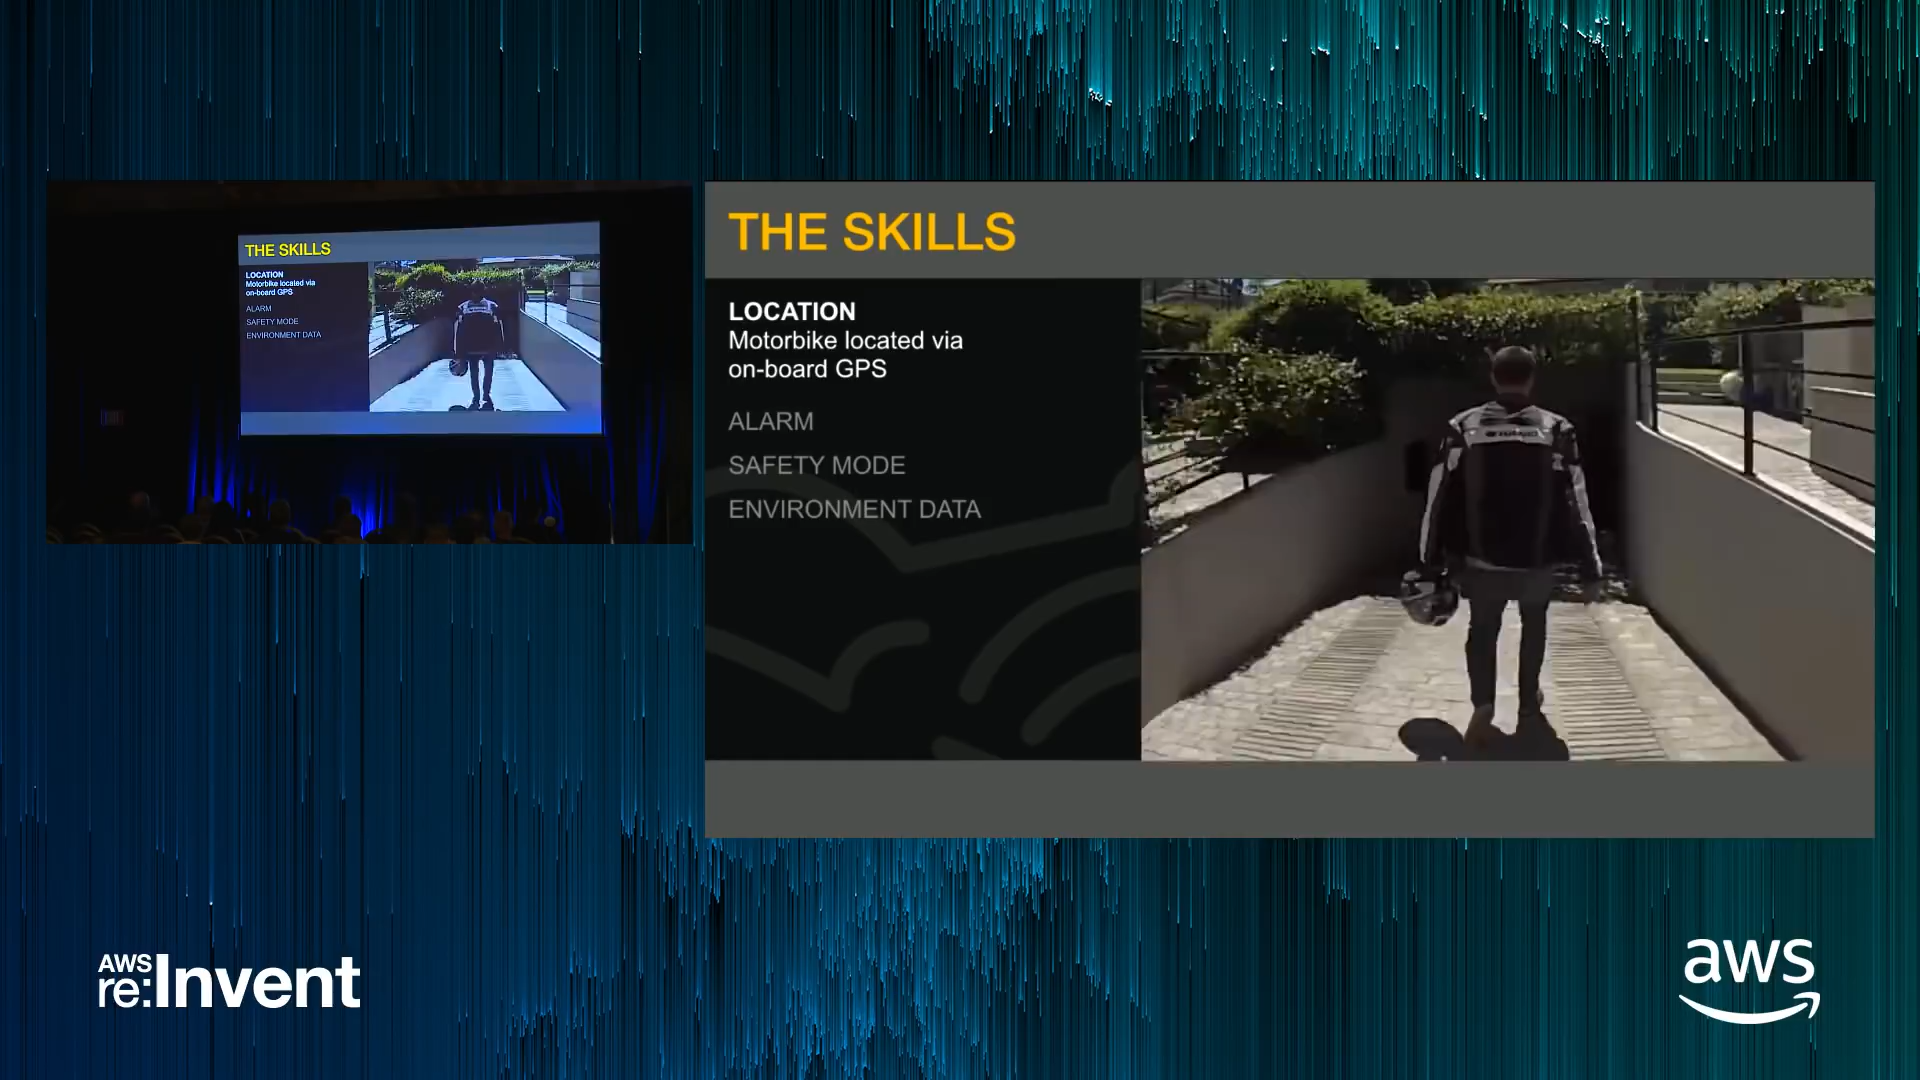 THE SKILLS
LOCATION
Motorbike located via
on-board GPS
ALARM
SAFETY MODE
ENVIRONMENT DATA
THE SKILLS
LOCATION
Motorbike located via
on-board GPS
ALARM
SAFETY MODE
ENVIRONMENT DATA
AWS
re:Invent
aws